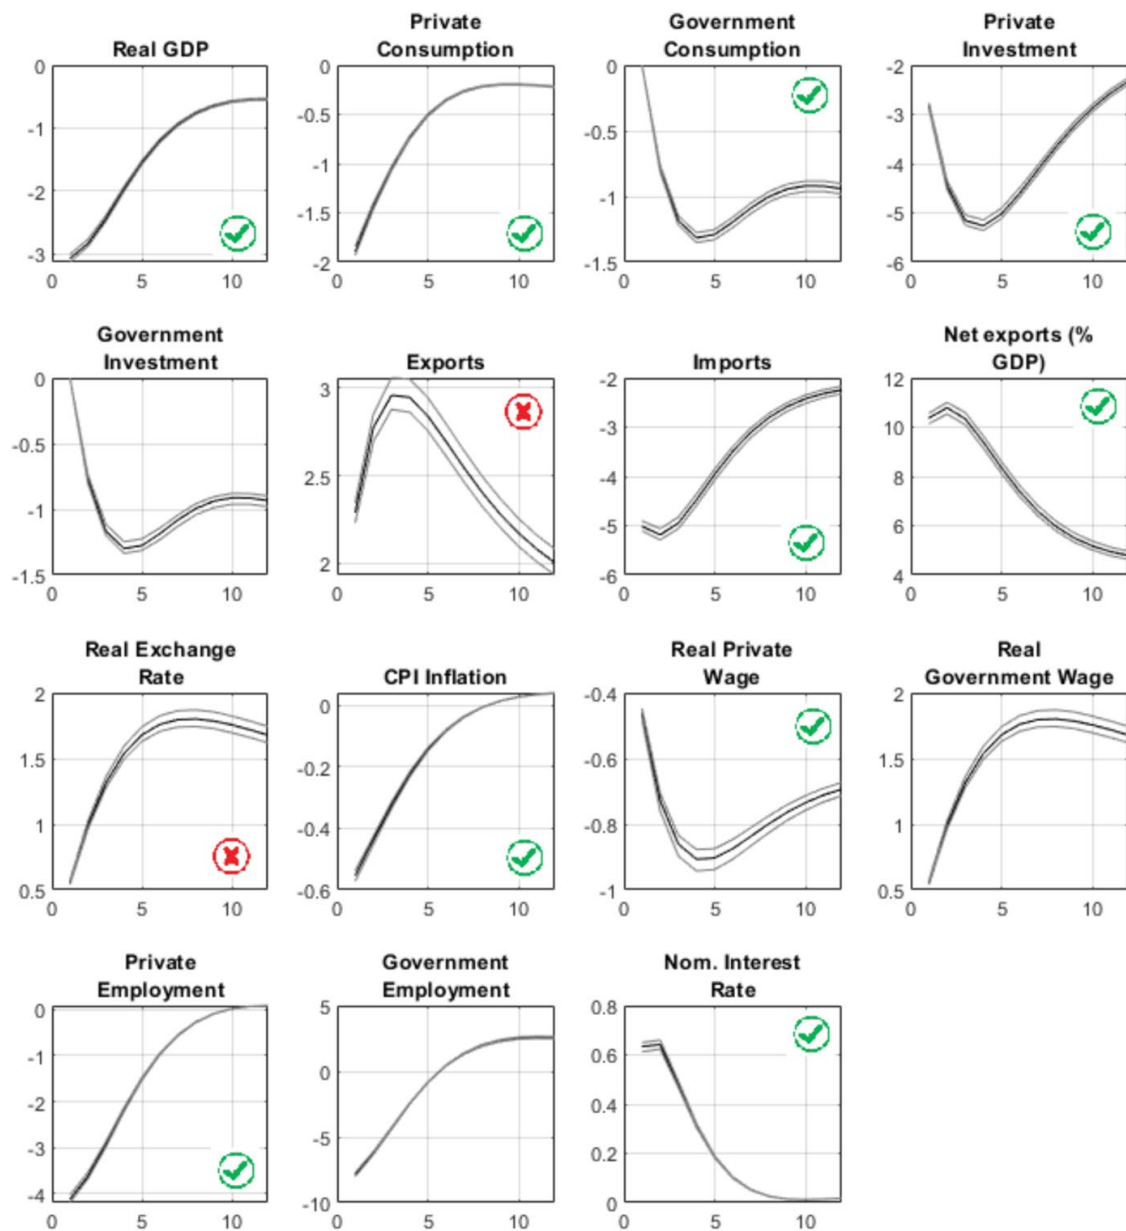 Real GDP
0
-1
-2
-3
0 5 10
Private
Consumption
0
-0.5
-1
-1.5
-2
0 5 10
Government
Consumption
0
-0.5
-1
-1.5
0 5 10
Private
Investment
-2
-3
-4
-5
-6
0 5 10
Government
Investment
0
-0.5
-1
-1.5
0 5 10
Exports
3
2.5
2
0 5 10
Imports
-2
-3
-4
-5
-6
0 5 10
Net exports (%
GDP)
12
10
8
6
4
0 5 10
Real Exchange
Rate
2
1.5
1
0.5
0 5 10
CPI Inflation
0
-0.2
-0.4
-0.6
0 5 10
Real Private
Wage
-0.4
-0.6
-0.8
-1
0 5 10
Real
Government Wage
2
1.5
1
0.5
0 5 10
Private
Employment
0
-1
-2
-3
-4
0 5 10
Government
Employment
5
0
-5
-10
0 5 10
Nom. Interest
Rate
0.8
0.6
0.4
0.2
0
0 5 10